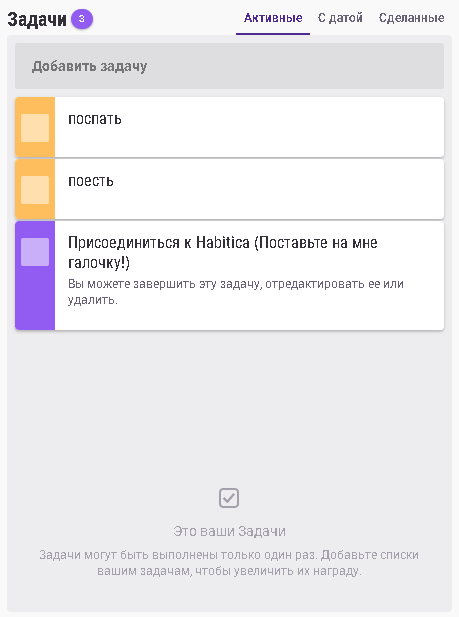 Задачи 3
Активные С датой Сделанные
Добавить задачу
поспать
поесть
Присоединиться к Habitica (Поставьте на мне
галочку!)
Вы можете завершить эту задачу, отредактировать ее или
удалить.
Это ваши Задачи
Задачи могут быть выполнены только один раз. Добавьте списки
вашим задачам, чтобы увеличить их награду.